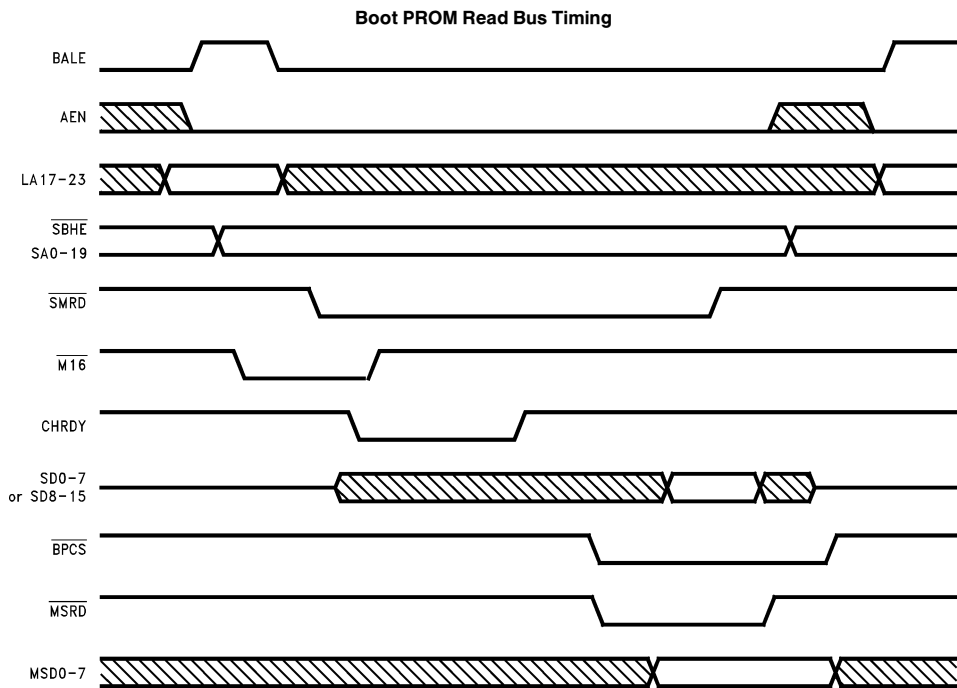 Boot PROM Read Bus Timing
BALE
AEN
LA17-23
SBHE
SA0-19
SMRD
M16
CHRDY
SD0-7
or SD8-15
BPCS
MSRD
MSD0-7